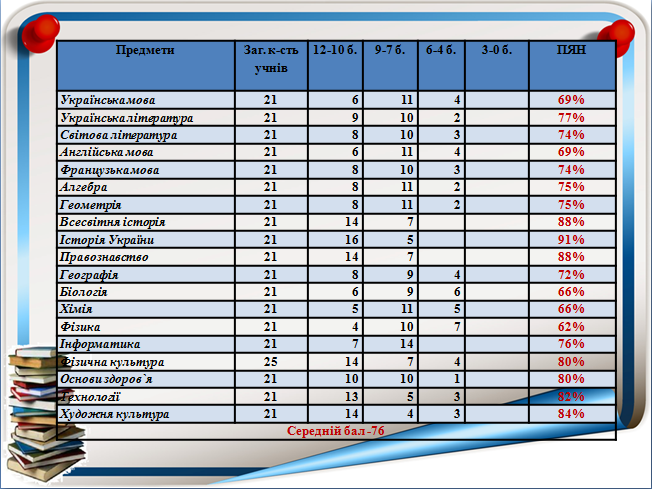 Предмети Заг. к-сть учнів 12-10 б. 9-7 б. 6-4 б. 3-0 б. ПЯН
Українська мова 21 6 11 4 69%
Українська література 21 9 10 2 77%
Світова література 21 8 10 3 74%
Англійська мова 21 6 11 4 69%
Французька мова 21 8 10 3 74%
Алгебра 21 8 11 2 75%
Геометрія 21 8 11 2 75%
Всесвітня історія 21 14 7 88%
Історія України 21 16 5 91%
Правознавство 21 14 7 88%
Географія 21 8 9 4 72%
Біологія 21 6 9 6 66%
Хімія 21 5 11 5 66%
Фізика 21 4 10 7 62%
Інформатика 21 7 14 76%
Фізична культура 25 14 7 4 80%
Основи здоров`я 21 10 10 1 80%
Технології 21 13 5 3 82%
Художня культура 21 14 4 3 84%
Середній бал -76